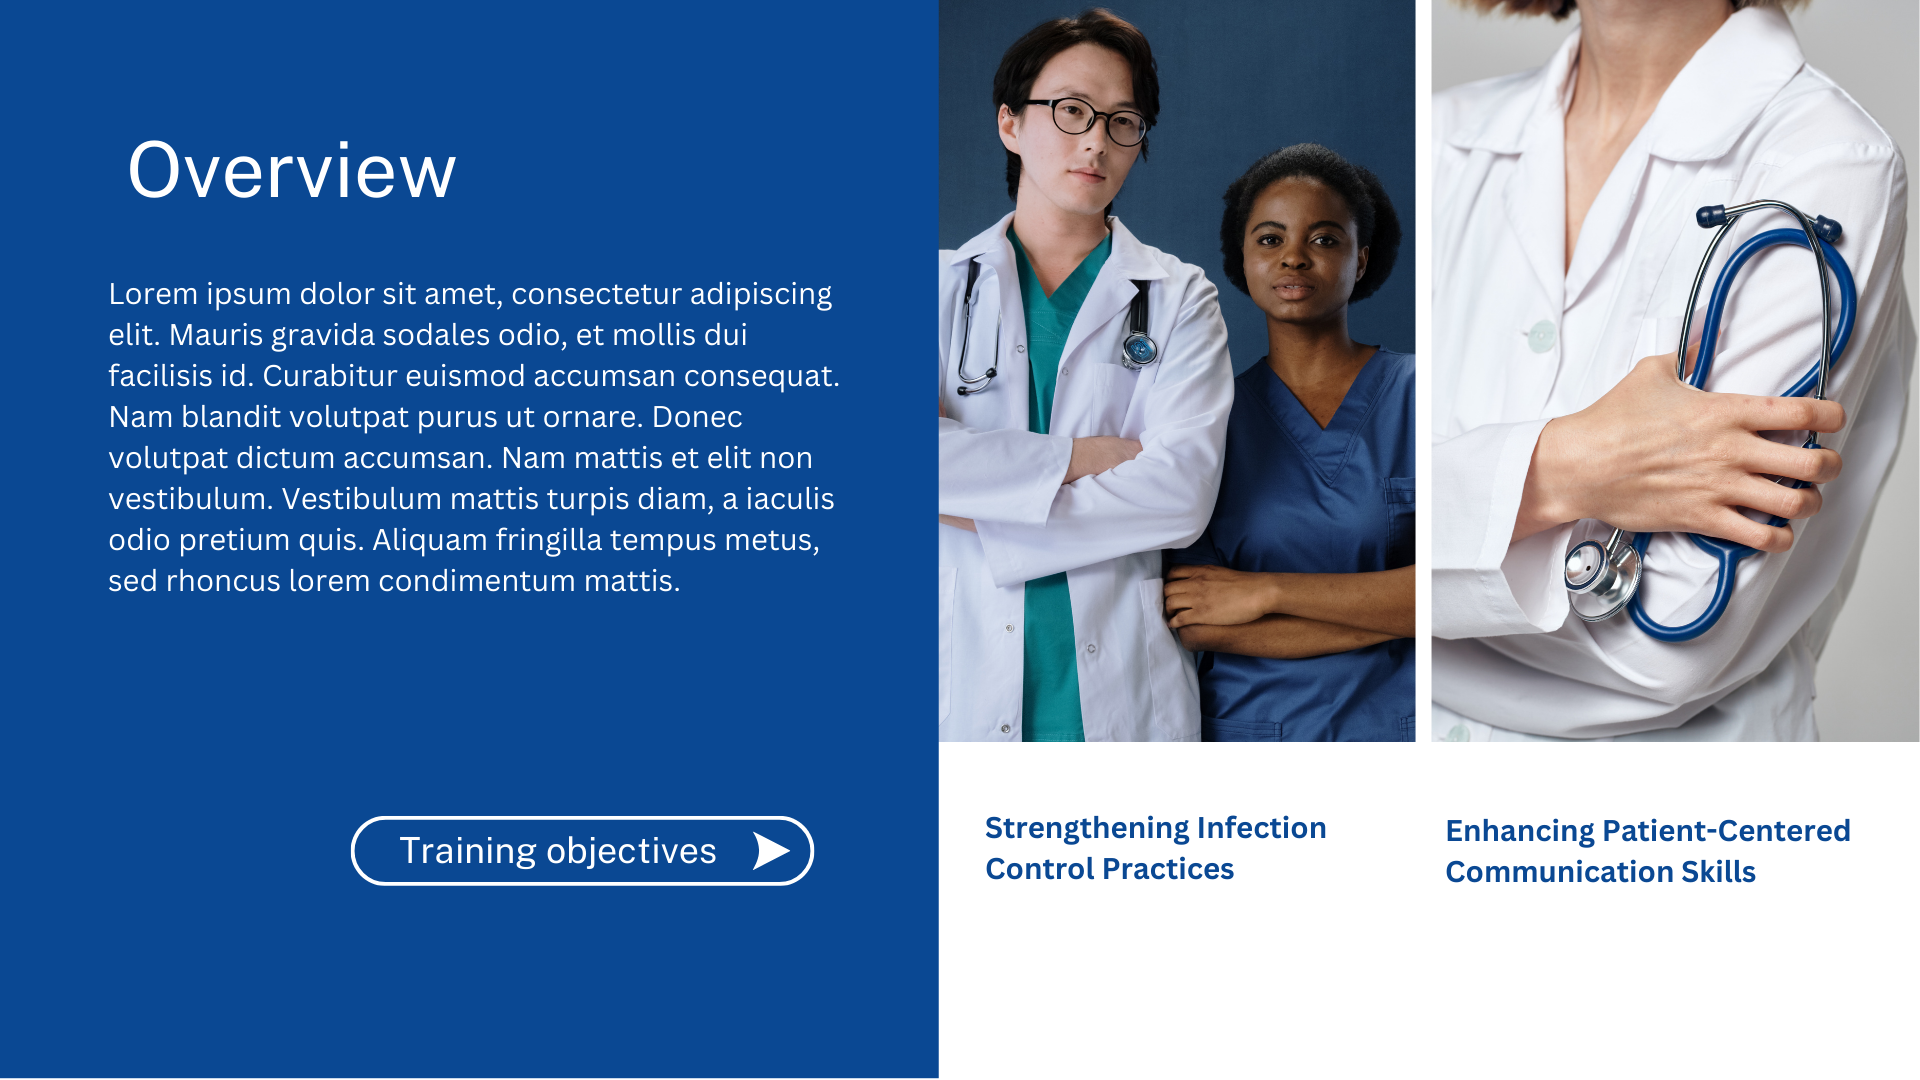 Overview
Lorem ipsum dolor sit amet, consectetur adipiscing
elit. Mauris gravida sodales odio, et mollis dui
facilisis id. Curabitur euismod accumsan consequat.
Nam blandit volutpat purus ut ornare. Donec
volutpat dictum accumsan. Nam mattis et elit non
vestibulum. Vestibulum mattis turpis diam, a iaculis
odio pretium quis. Aliquam fringilla tempus metus,
sed rhoncus lorem condimentum mattis.
Training objectives
Strengthening Infection
Control Practices
Enhancing Patient-Centered
Communication Skills